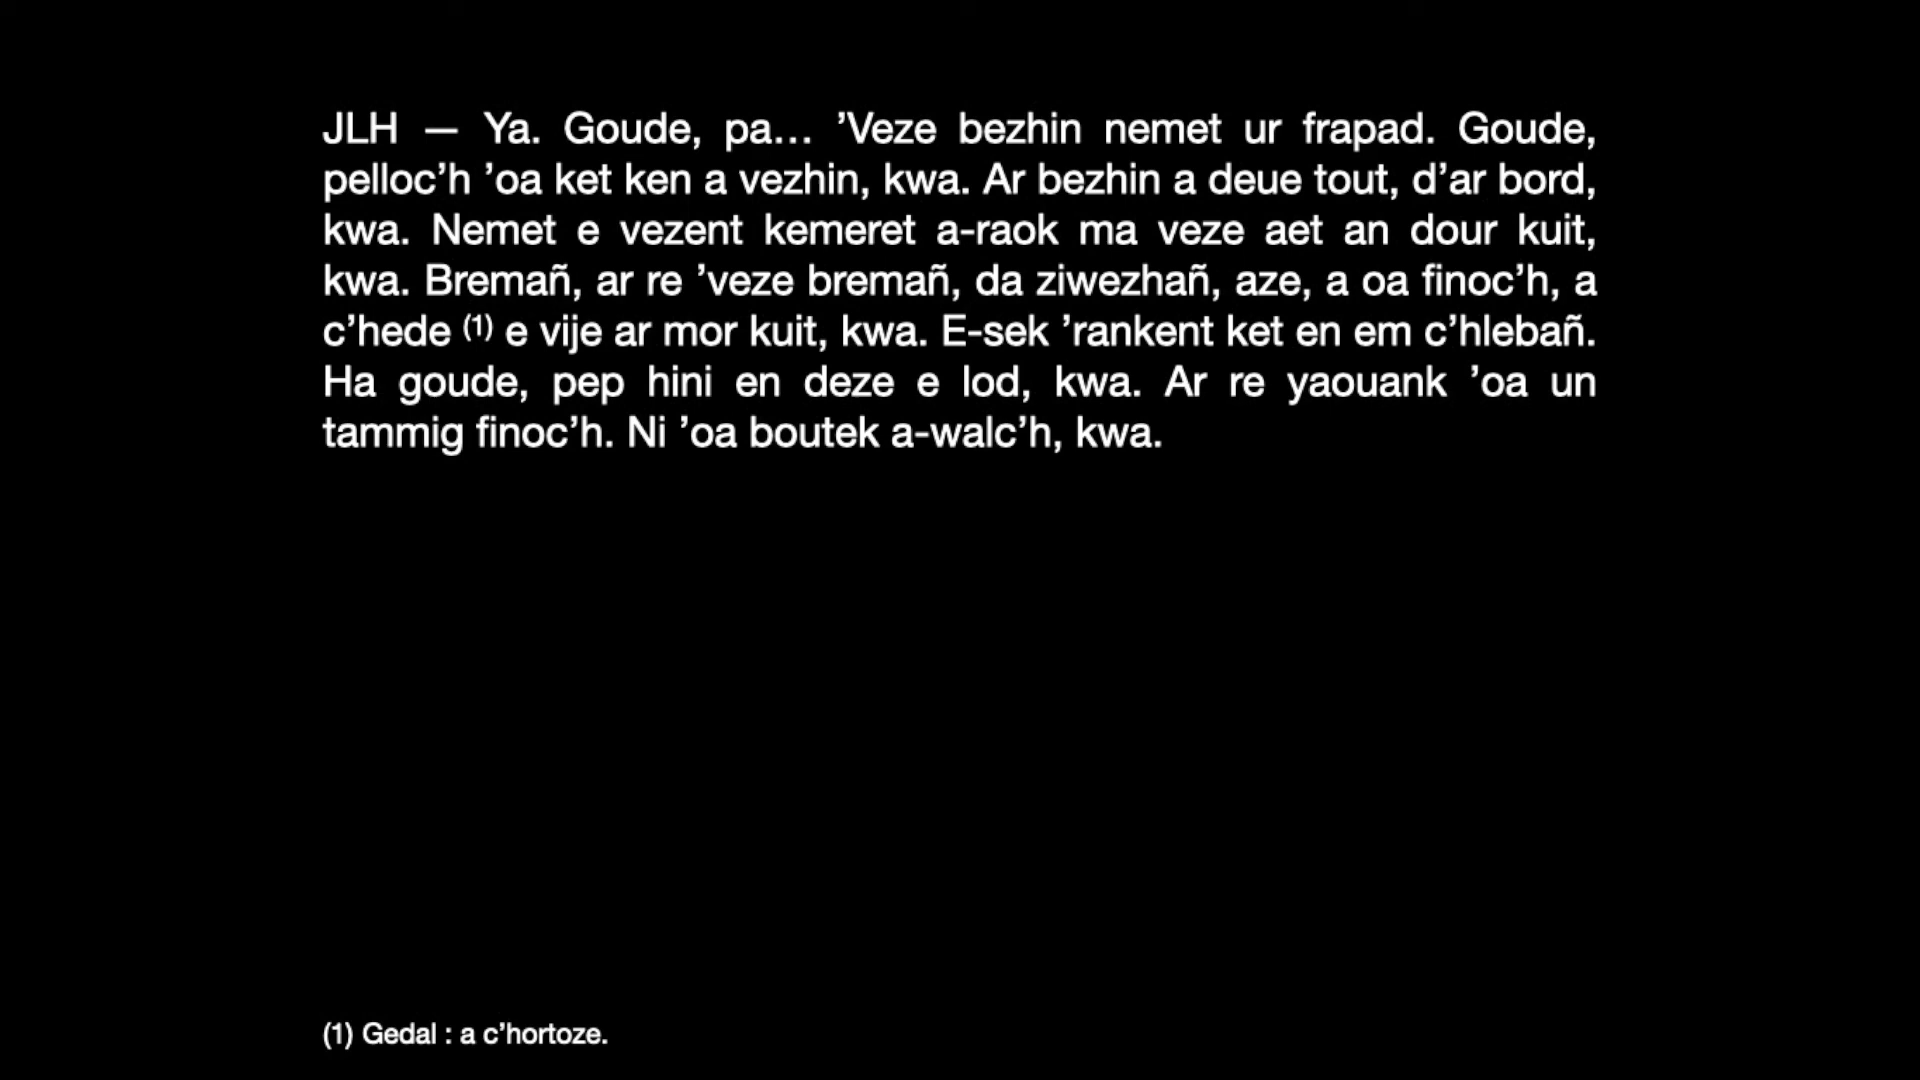 JLH — Ya. Goude, pa… ’Veze bezhin nemet ur frapad. Goude,
pelloc’h ’oa ket ken a vezhin, kwa. Ar bezhin a deue tout, d’ar bord,
kwa. Nemet e vezent kemeret a-raok ma veze aet an dour kuit,
kwa. Bremañ, ar re ’veze bremañ, da ziwezhañ, aze, a oa finoc’h, a
c’hede (1) e vije ar mor kuit, kwa. E-sek ’rankent ket en em c’hlebañ.
Ha goude, pep hini en deze e lod, kwa. Ar re yaouank ’oa un
tammig finoc’h. Ni ’oa boutek a-walc’h, kwa.
(1) Gedal : a c’hortoze.